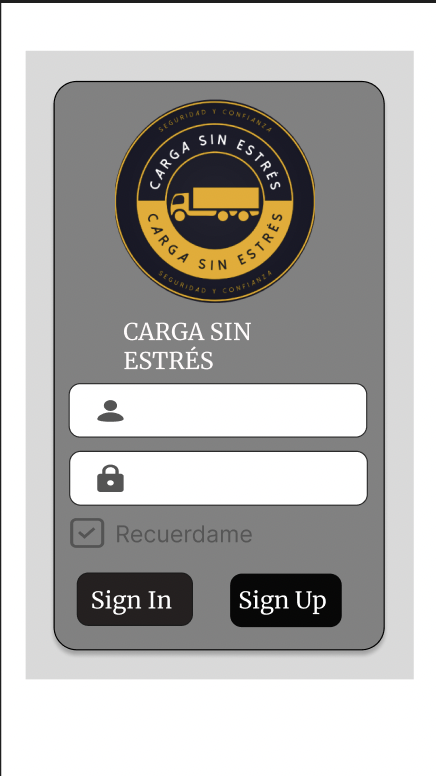 SEGURIDAD Y CONFIANZA
CARGA SIN ESTRÉS
CARGA SIN ESTRÉS
SEGURIDAD Y CONFIANZA
CARGA SIN
ESTRÉS
Recuerdame
Sign In
Sign Up